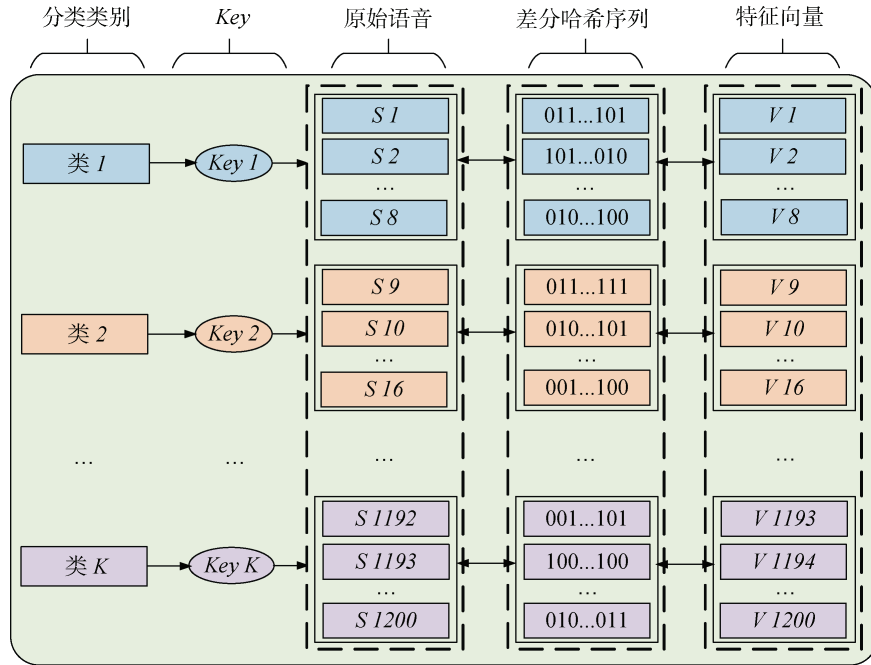 分类类别 Key 原始语音 差分哈希序列 特征向量
S 1 011...101 V 1
类 1 Key 1 S 2 101...010 V 2
... ... ...
S 8 010...100 V 8
S 9 011...111 V 9
类 2 Key 2 S 10 010...101 V 10
... ... ...
S 16 001...100 V 16
... ... ... ... ...
S 1192 001...101 V 1193
类 K Key K S 1193 100...100 V 1194
... ... ...
S 1200 010...011 V 1200